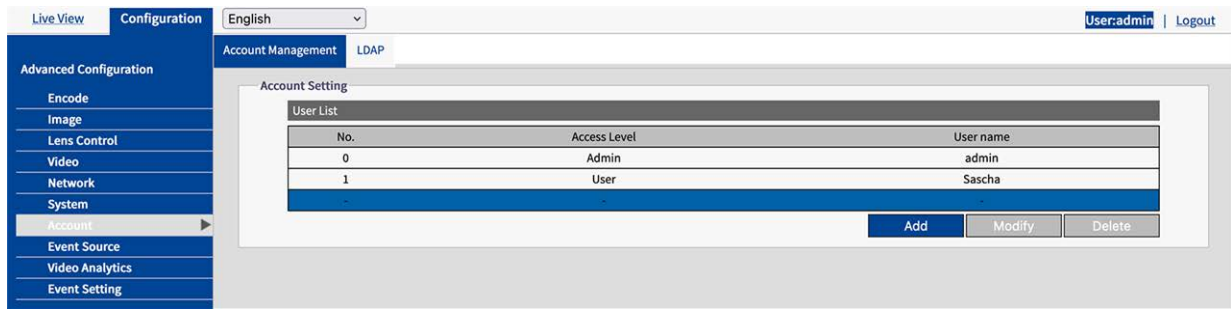 Live View Configuration English User:admin | Logout
Account Management LDAP
Advanced Configuration
Account Setting
Encode
User List
Image
No. Access Level User name
Lens Control
0 Admin admin
Video
1 User Sascha
Network
- - -
System
Account
Add Modify Delete
Event Source
Video Analytics
Event Setting